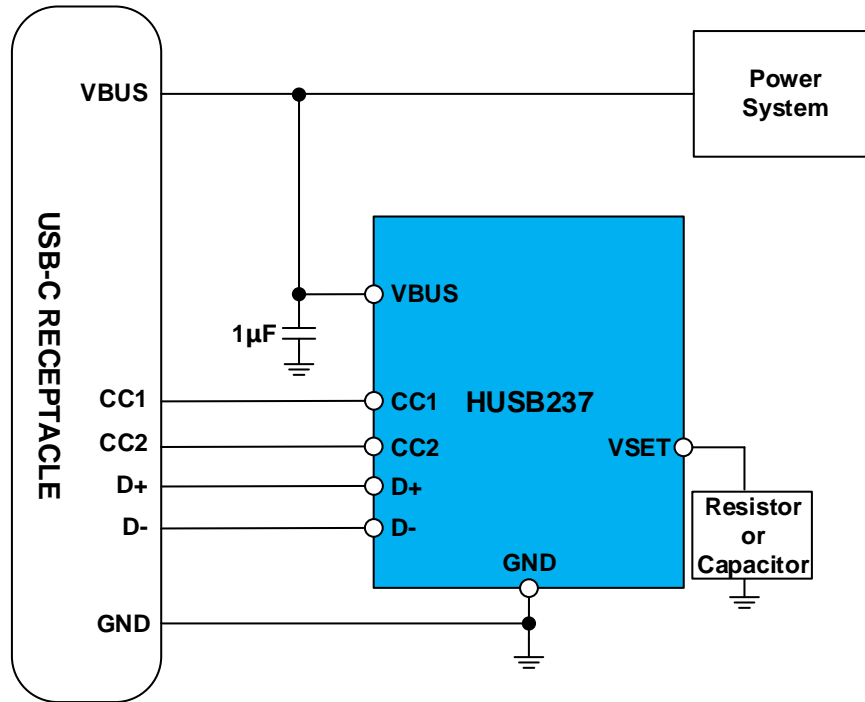 VBUS
Power
System
USB-C RECEPTACLE
VBUS
1µF
CC1
CC1
HUSB237
CC2
CC2
VSET
D+
D+
D-
D-
Resistor
or
Capacitor
GND
GND